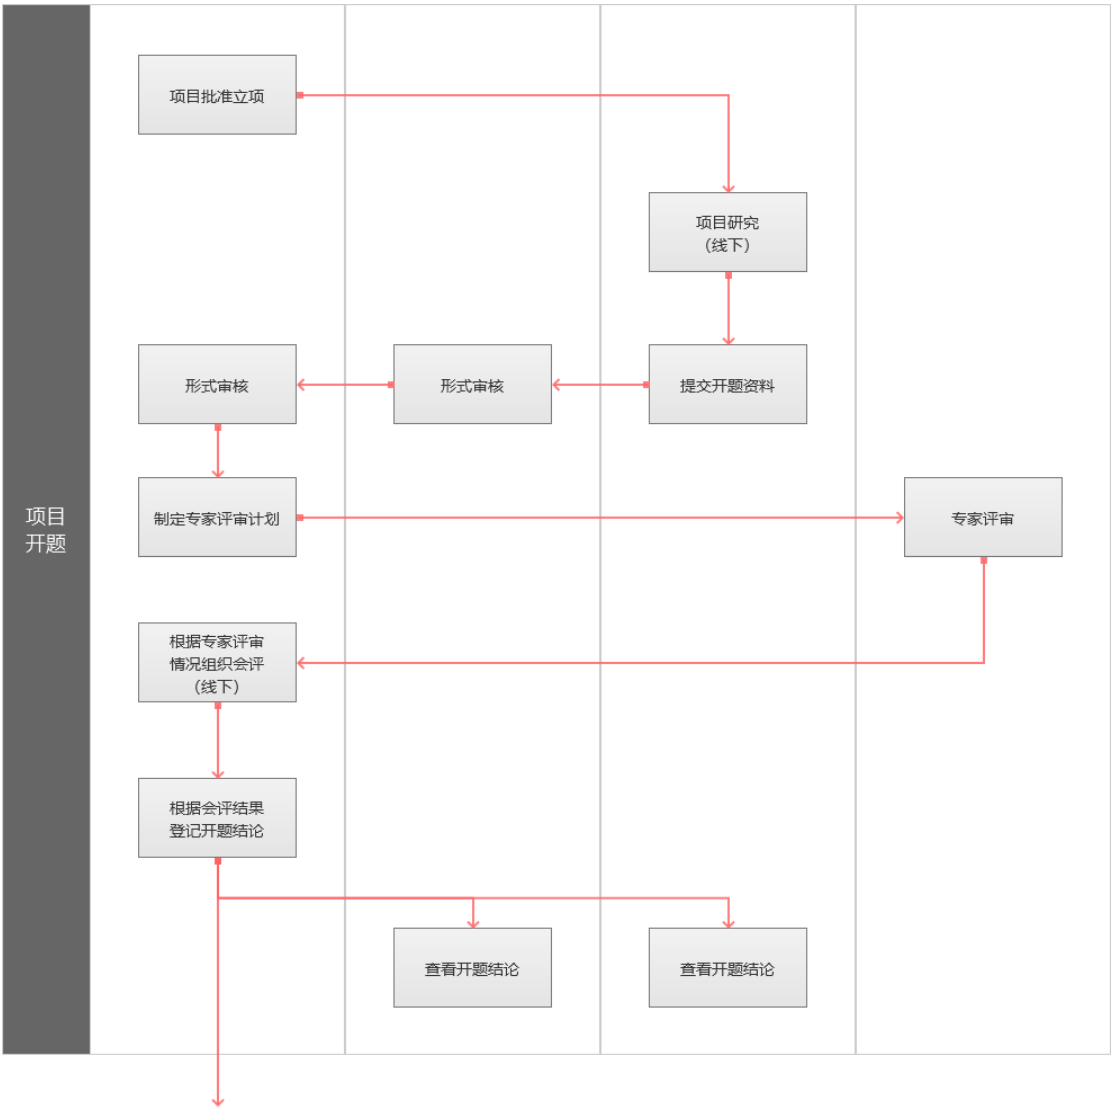 项目批准立项
项目研究
（线下）
形式审核
形式审核
提交开题资料
项目
开题
制定专家评审计划
专家评审
根据专家评审
情况组织会评
（线下）
根据会评结果
登记开题结论
查看开题结论
查看开题结论